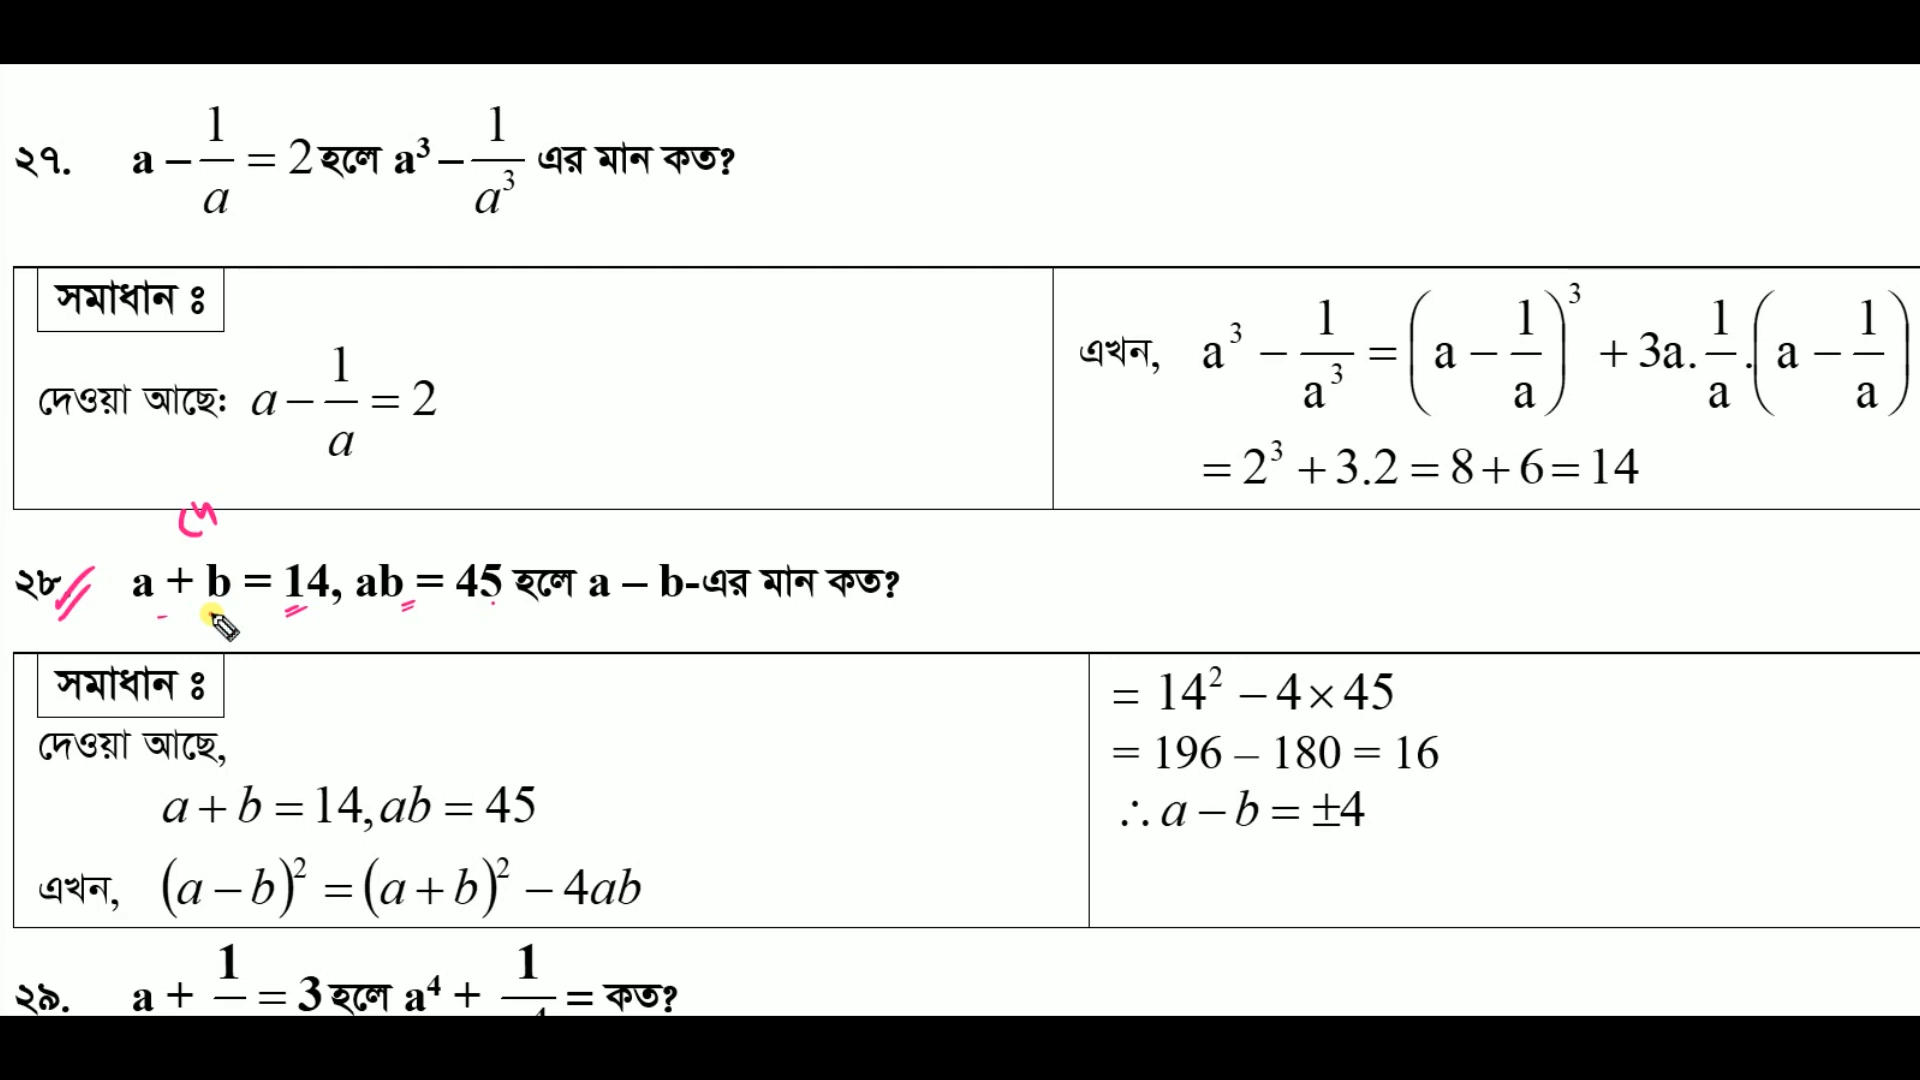 ২৭. a – 1/a = 2 হলে a³ – 1/a³ এর মান কত?
সমাধান ঃ
দেওয়া আছেঃ a – 1/a = 2
এখন, a³ – 1/a³ = (a – 1/a)³ + 3a.1/a.(a – 1/a)
= 2³ + 3.2 = 8 + 6 = 14
২৮ a + b = 14, ab = 45 হলে a – b-এর মান কত?
সমাধান ঃ
দেওয়া আছে,
a + b = 14, ab = 45
এখন, (a – b)² = (a + b)² – 4ab
= 14² – 4×45
= 196 – 180 = 16
∴ a – b = ±4
২৯. a + 1/ = 3 হলে a⁴ + 1/ 4 = কত?